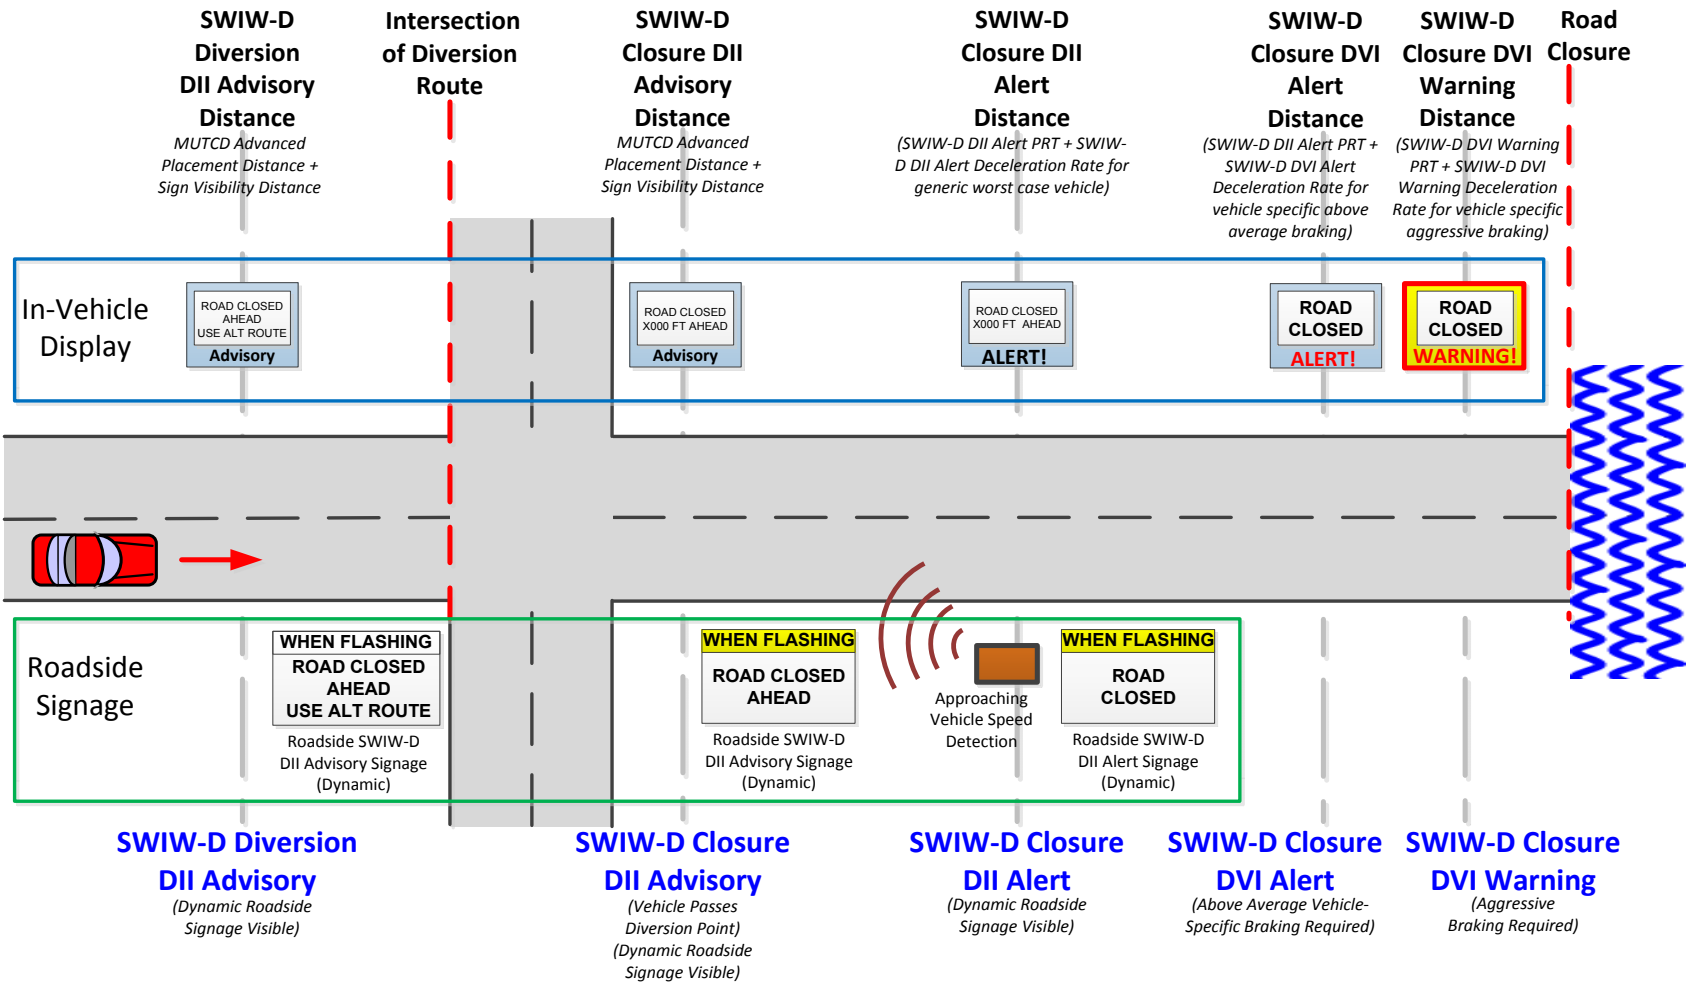 SWIW-D
Diversion
DII Advisory
Distance
MUTCD Advanced
Placement Distance +
Sign Visibility Distance
Intersection
of Diversion
Route
SWIW-D
Closure DII
Advisory
Distance
MUTCD Advanced
Placement Distance +
Sign Visibility Distance
SWIW-D
Closure DII
Alert
Distance
(SWIW-D DII Alert PRT + SWIW-
D DII Alert Deceleration Rate for
generic worst case vehicle)
SWIW-D
Closure DVI
Alert
Distance
(SWIW-D DII Alert PRT +
SWIW-D DVI Alert
Deceleration Rate for
vehicle specific above
average braking)
SWIW-D
Closure DVI
Warning
Distance
(SWIW-D DVI Warning
PRT + SWIW-D DVI
Warning Deceleration
Rate for vehicle specific
aggressive braking)
Road
Closure
In-Vehicle
Display
ROAD CLOSED
AHEAD
USE ALT ROUTE
Advisory
ROAD CLOSED
X000 FT AHEAD
Advisory
ROAD CLOSED
X000 FT AHEAD
ALERT!
ROAD
CLOSED
ALERT!
ROAD
CLOSED
WARNING!
Roadside
Signage
WHEN FLASHING
ROAD CLOSED
AHEAD
USE ALT ROUTE
Roadside SWIW-D
DII Advisory Signage
(Dynamic)
WHEN FLASHING
ROAD CLOSED
AHEAD
Roadside SWIW-D
DII Advisory Signage
(Dynamic)
Approaching
Vehicle Speed
Detection
WHEN FLASHING
ROAD
CLOSED
Roadside SWIW-D
DII Alert Signage
(Dynamic)
SWIW-D Diversion
DII Advisory
(Dynamic Roadside
Signage Visible)
SWIW-D Closure
DII Advisory
(Vehicle Passes
Diversion Point)
(Dynamic Roadside
Signage Visible)
SWIW-D Closure
DII Alert
(Dynamic Roadside
Signage Visible)
SWIW-D Closure
DVI Alert
(Above Average Vehicle-
Specific Braking Required)
SWIW-D Closure
DVI Warning
(Aggressive
Braking Required)